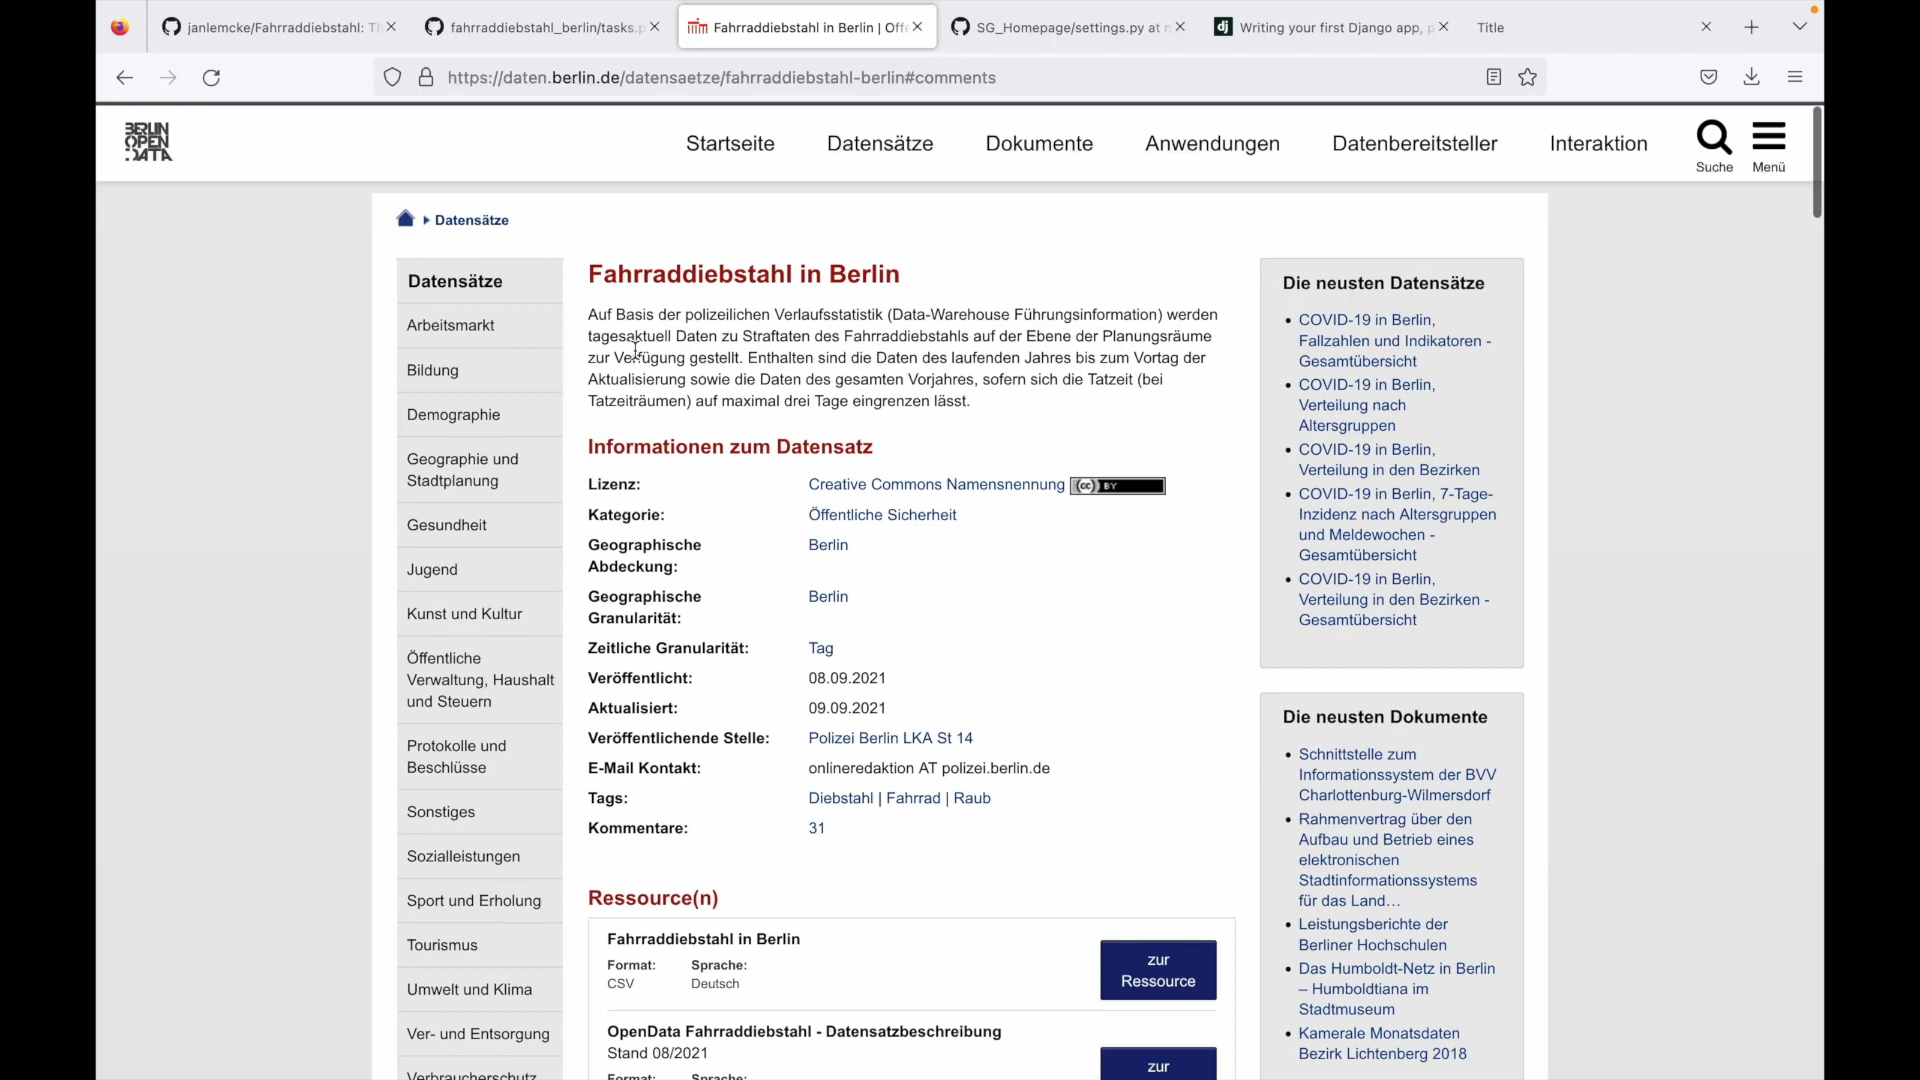 janlemcke/Fahrraddiebstahl: Th
fahrraddiebstahl_berlin/tasks.p
Fahrraddiebstahl in Berlin | Offe
SG_Homepage/settings.py at
Writing your first Django app, p
Title
https://daten.berlin.de/datensaetze/fahrraddiebstahl-berlin#comments
BERLIN
OPEN
DATA
Startseite
Datensätze
Dokumente
Anwendungen
Datenbereitsteller
Interaktion
Suche
Menü
Datensätze
Datensätze
Arbeitsmarkt
Bildung
Demographie
Geographie und
Stadtplanung
Gesundheit
Jugend
Kunst und Kultur
Öffentliche
Verwaltung, Haushalt
und Steuern
Protokolle und
Beschlüsse
Sonstiges
Sozialleistungen
Sport und Erholung
Tourismus
Umwelt und Klima
Ver- und Entsorgung
Verbraucherschutz
Fahrraddiebstahl in Berlin
Auf Basis der polizeilichen Verlaufsstatistik (Data-Warehouse Führungsinformation) werden
tagesaktuell Daten zu Straftaten des Fahrraddiebstahls auf der Ebene der Planungsräume
zur Verfügung gestellt. Enthalten sind die Daten des laufenden Jahres bis zum Vortag der
Aktualisierung sowie die Daten des gesamten Vorjahres, sofern sich die Tatzeit (bei
Tatzeiträumen) auf maximal drei Tage eingrenzen lässt.
Informationen zum Datensatz
Lizenz: Creative Commons Namensnennung (cc) BY
Kategorie: Öffentliche Sicherheit
Geographische Berlin
Abdeckung:
Geographische Berlin
Granularität:
Zeitliche Granularität: Tag
Veröffentlicht: 08.09.2021
Aktualisiert: 09.09.2021
Veröffentlichende Stelle: Polizei Berlin LKA St 14
E-Mail Kontakt: onlineredaktion AT polizei.berlin.de
Tags: Diebstahl | Fahrrad | Raub
Kommentare: 31
Ressource(n)
Fahrraddiebstahl in Berlin
Format: Sprache:
CSV Deutsch
zur
Ressource
OpenData Fahrraddiebstahl - Datensatzbeschreibung
Stand 08/2021
Format: Sprache:
zur
Die neusten Datensätze
COVID-19 in Berlin,
Fallzahlen und Indikatoren -
Gesamtübersicht
COVID-19 in Berlin,
Verteilung nach
Altersgruppen
COVID-19 in Berlin,
Verteilung in den Bezirken
COVID-19 in Berlin, 7-Tage-
Inzidenz nach Altersgruppen
und Meldewochen -
Gesamtübersicht
COVID-19 in Berlin,
Verteilung in den Bezirken -
Gesamtübersicht
Die neusten Dokumente
Schnittstelle zum
Informationssystem der BVV
Charlottenburg-Wilmersdorf
Rahmenvertrag über den
Aufbau und Betrieb eines
elektronischen
Stadtinformationssystems
für das Land...
Leistungsberichte der
Berliner Hochschulen
Das Humboldt-Netz in Berlin
– Humboldtiana im
Stadtmuseum
Kamerale Monatsdaten
Bezirk Lichtenberg 2018